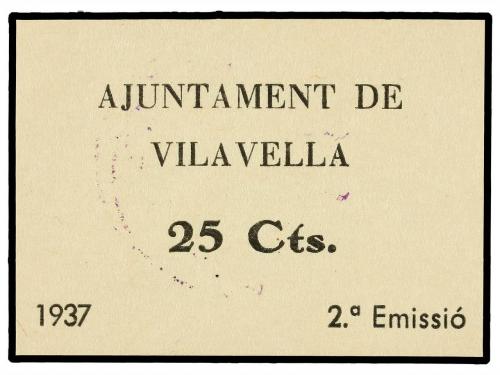 AJUNTAMENT DE
VILAVELLA
25 Cts.
1937 2.ª Emissió